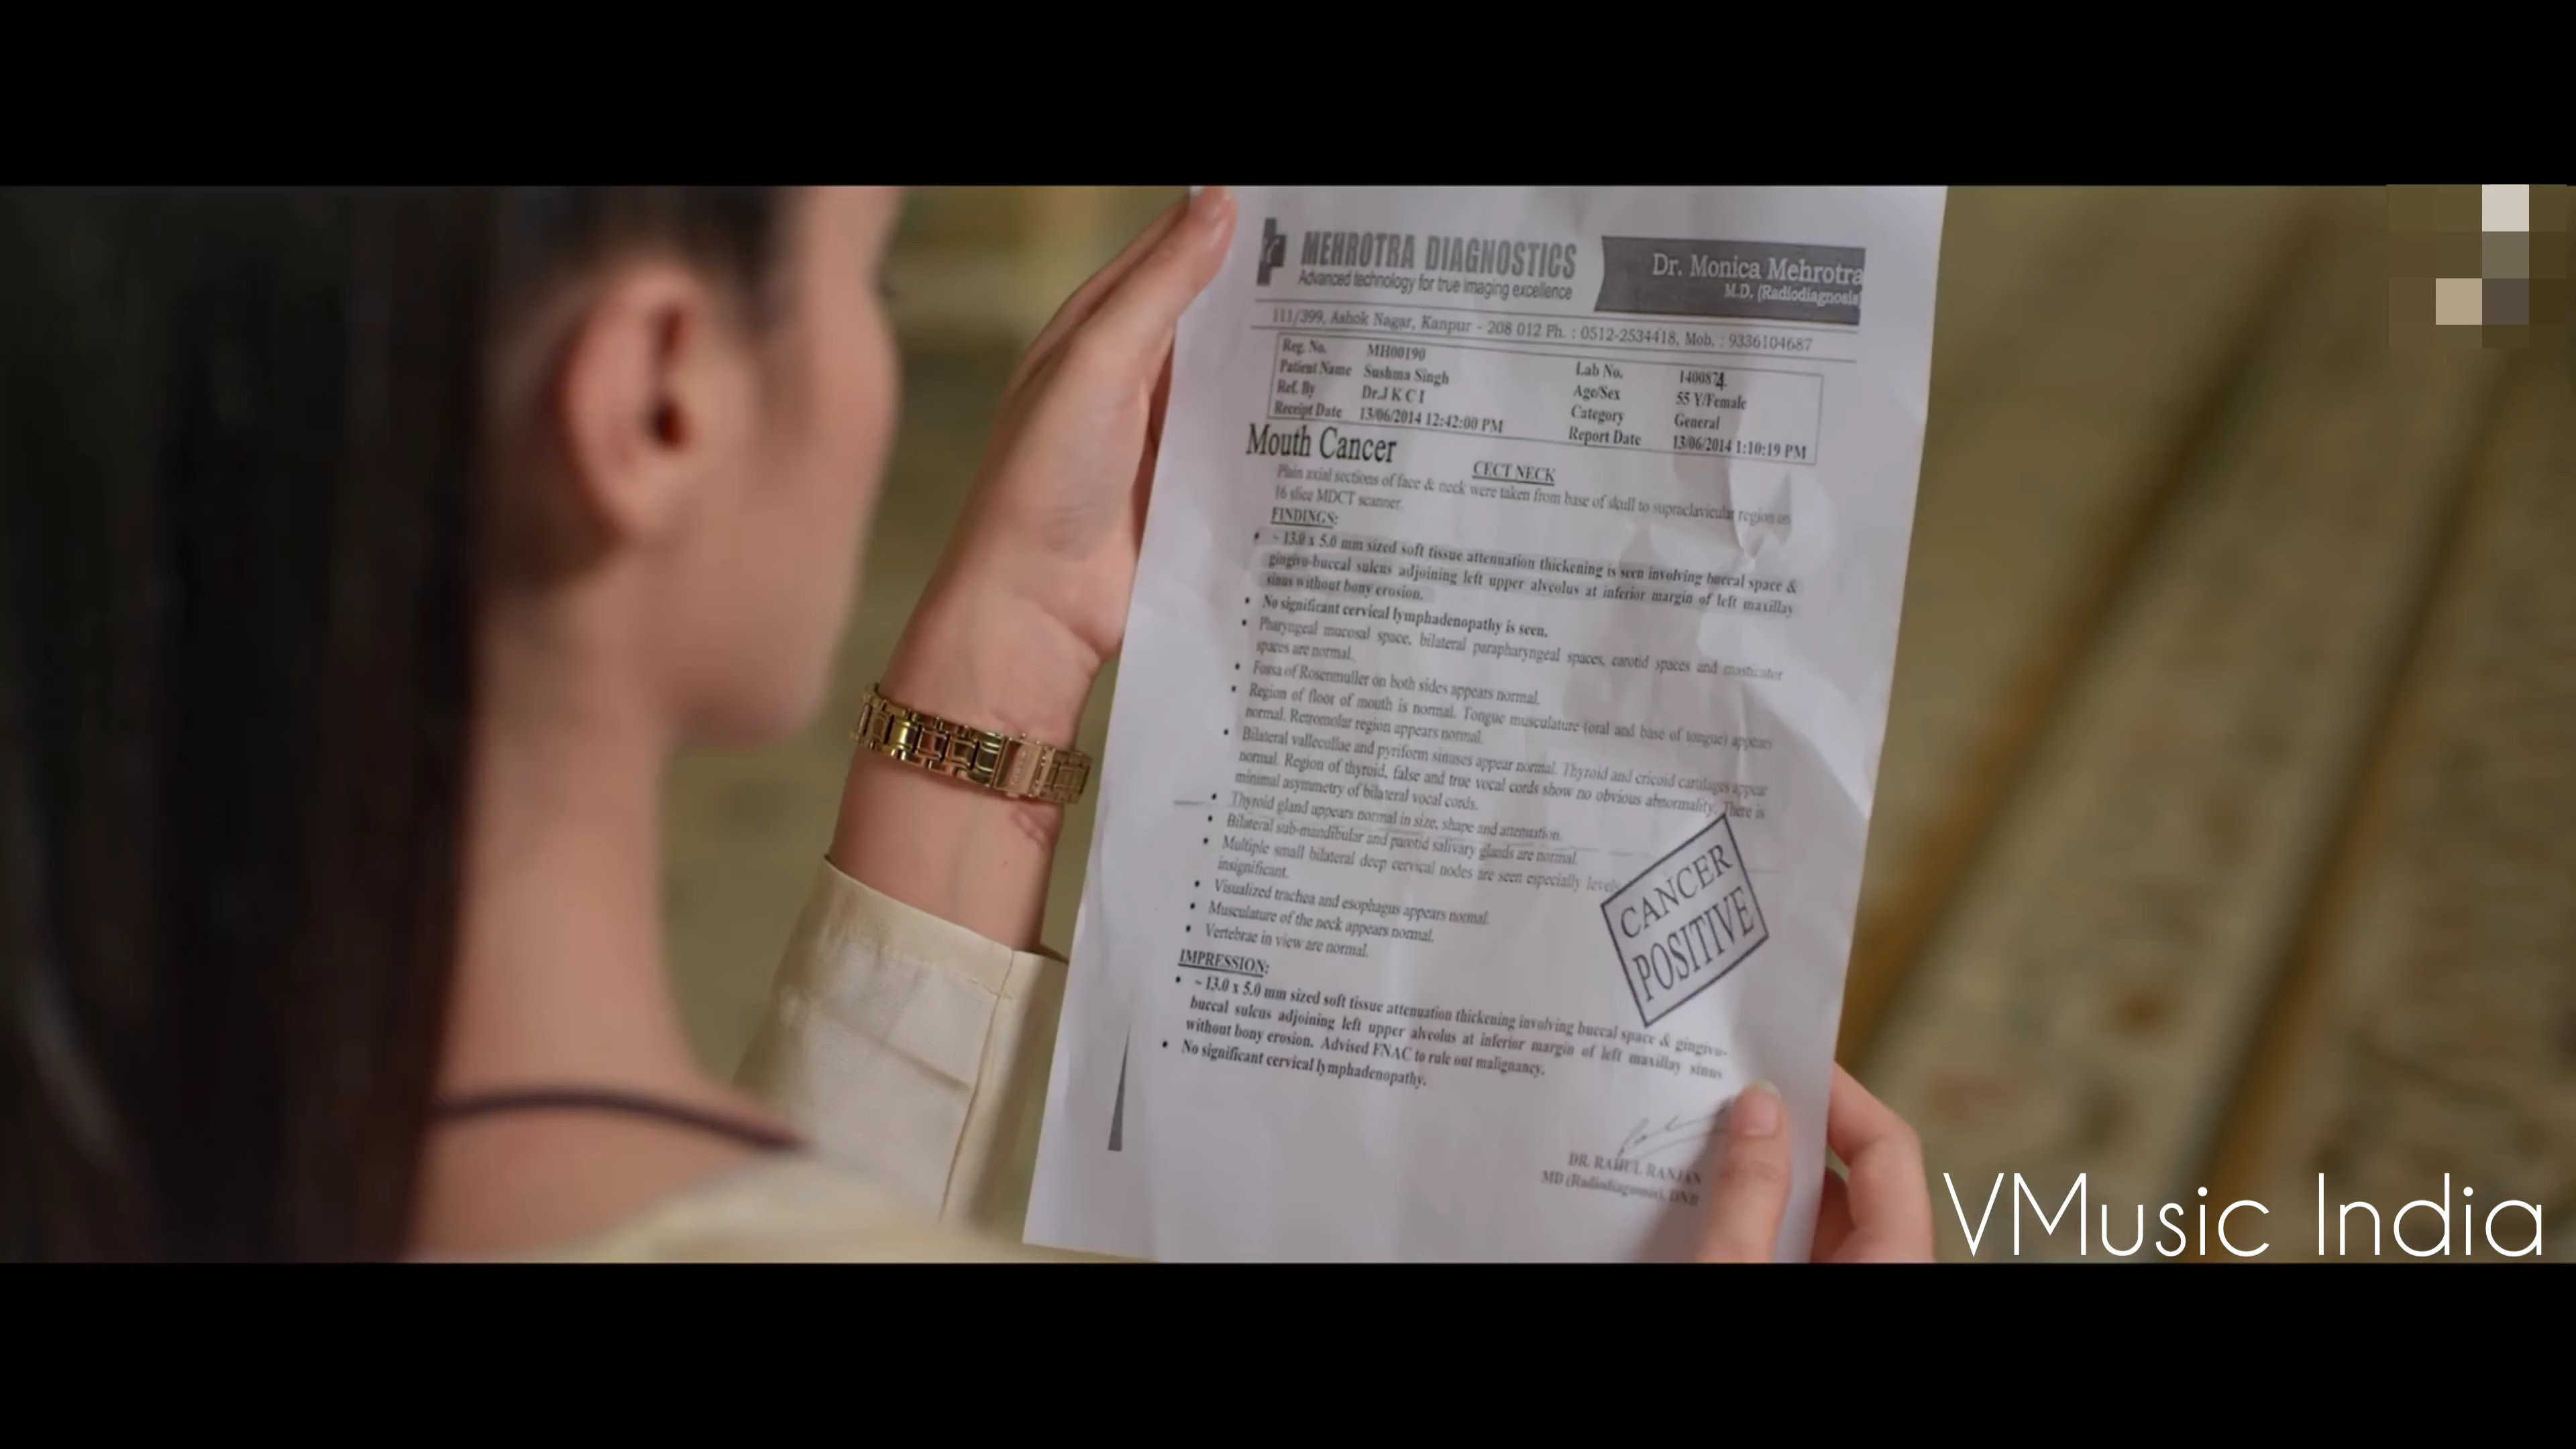 MEHROTRA DIAGNOSTICS
Advanced technology for true imaging excellence
Dr. Monica Mehrotra
M.D. (Radiodiagnosis)
111/399, Ashok Nagar, Kanpur - 208 012 Ph. : 0512-2534418, Mob. : 9336104687
Reg. No. MH00190 Lab No. 1400874
Patient Name Sushma Singh Age/Sex 55 Y/Female
Ref. By Dr.J K C I Category General
Receipt Date 13/06/2014 12:42:00 PM Report Date 13/06/2014 1:10:19 PM
Mouth Cancer
CECT NECK
Plain axial sections of face & neck were taken from base of skull to supraclavicular region on
16 slice MDCT scanner.
FINDINGS:
• ~ 13.0 x 5.0 mm sized soft tissue attenuation thickening is seen involving buccal space &
gingivo-buccal sulcus adjoining left upper alveolus at inferior margin of left maxillay
sinus without bony erosion.
• No significant cervical lymphadenopathy is seen.
• Pharyngeal mucosal space, bilateral parapharyngeal spaces, carotid spaces and masticator
spaces are normal.
• Fossa of Rosenmuller on both sides appears normal.
• Region of floor of mouth is normal. Tongue musculature (oral and base of tongue) appears
normal. Retromolar region appears normal.
• Bilateral vallecullae and pyriform sinuses appear normal. Thyroid and cricoid cartilages appear
normal. Region of thyroid, false and true vocal cords show no obvious abnormality. There is
minimal asymmetry of bilateral vocal cords.
• Thyroid gland appears normal in size, shape and attenuation.
• Bilateral sub-mandibular and parotid salivary glands are normal.
• Multiple small bilateral deep cervical nodes are seen especially levels
insignificant.
• Visualized trachea and esophagus appears normal.
• Musculature of the neck appears normal.
• Vertebrae in view are normal.
CANCER
POSITIVE
IMPRESSION:
• ~ 13.0 x 5.0 mm sized soft tissue attenuation thickening involving buccal space & gingivo-
buccal sulcus adjoining left upper alveolus at inferior margin of left maxillay sinus
without bony erosion. Advised FNAC to rule out malignancy.
• No significant cervical lymphadenopathy.
DR. RAHUL RANJAN
MD (Radiodiagnosis), DNB
VMusic India